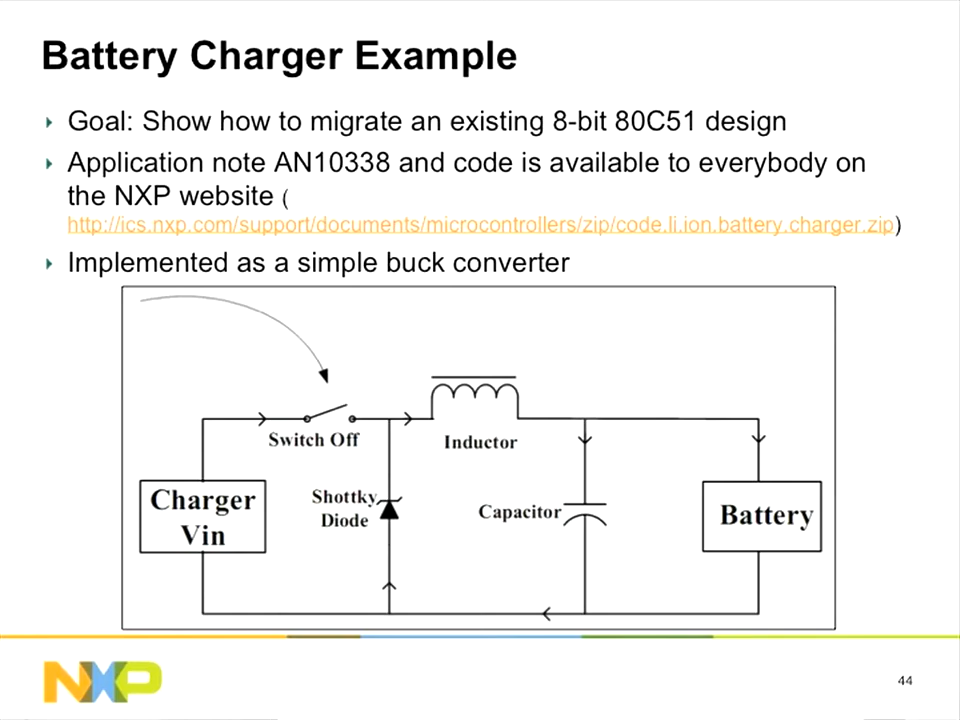 Battery Charger Example
Goal: Show how to migrate an existing 8-bit 80C51 design
Application note AN10338 and code is available to everybody on
the NXP website (
http://ics.nxp.com/support/documents/microcontrollers/zip/code.li.ion.battery.charger.zip)
Implemented as a simple buck converter
Switch Off
Inductor
Charger
Vin
Shottky
Diode
Capacitor
Battery
NXP
44